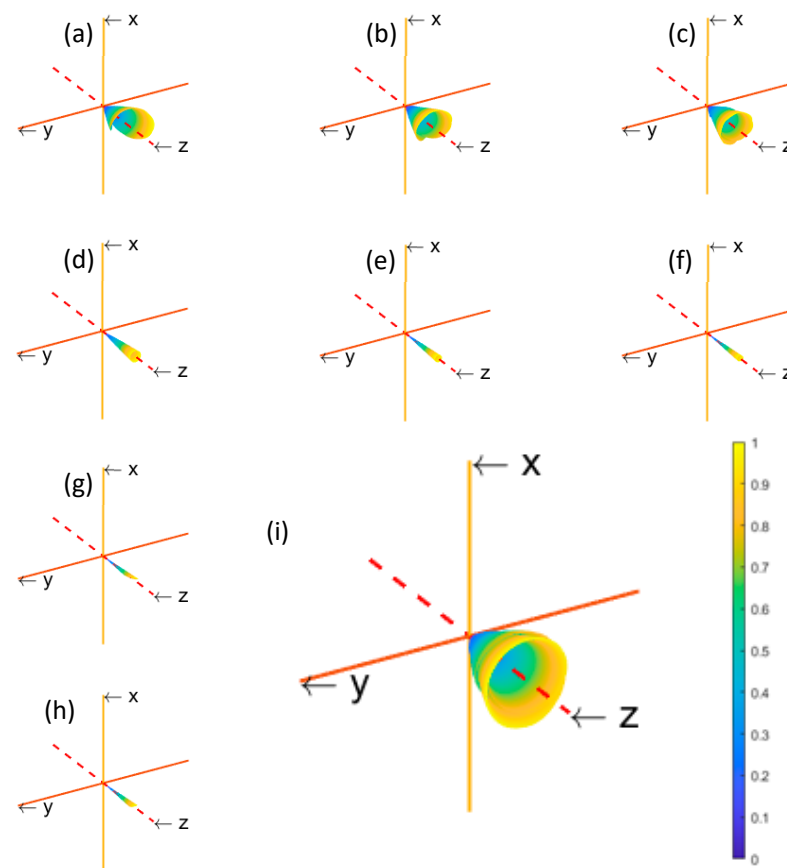 (a)
← x
← y
← z
(b)
← x
← y
← z
(c)
← x
← y
← z
(d)
← x
← y
← z
(e)
← x
← y
← z
(f)
← x
← y
← z
(g)
← x
← y
← z
(h)
← x
← y
← z
(i)
← x
← y
← z
1
0.9
0.8
0.7
0.6
0.5
0.4
0.3
0.2
0.1
0